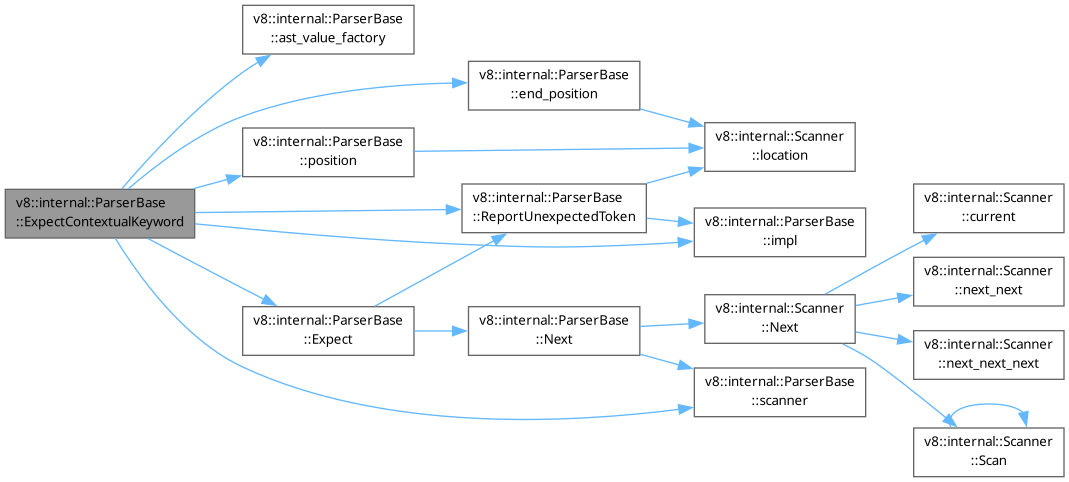 v8::internal::ParserBase
::ast_value_factory
v8::internal::ParserBase
::end_position
v8::internal::ParserBase
::position
v8::internal::Scanner
::location
v8::internal::ParserBase
::ExpectContextualKeyword
v8::internal::ParserBase
::ReportUnexpectedToken
v8::internal::Scanner
::current
v8::internal::ParserBase
::impl
v8::internal::Scanner
::next_next
v8::internal::ParserBase
::Expect
v8::internal::ParserBase
::Next
v8::internal::Scanner
::Next
v8::internal::Scanner
::next_next_next
v8::internal::ParserBase
::scanner
v8::internal::Scanner
::Scan